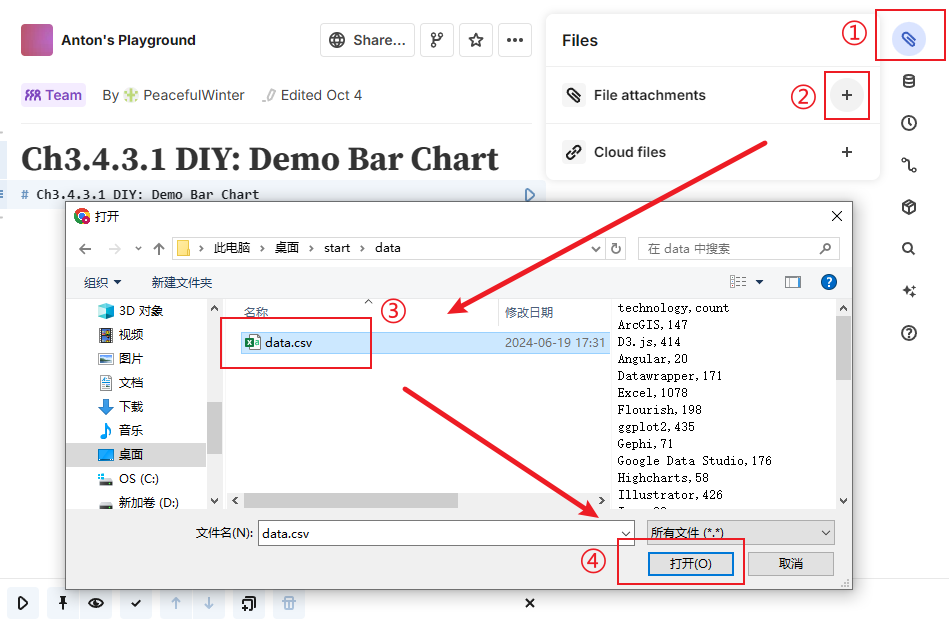 Anton's Playground
Share...
Files
①
Team
By PeacefulWinter
Edited Oct 4
File attachments
②
Cloud files
Ch3.4.3.1 DIY: Demo Bar Chart
# Ch3.4.3.1 DIY: Demo Bar Chart
打开
此电脑 > 桌面 > start > data
在 data 中搜索
组织
新建文件夹
3D 对象
视频
图片
文档
下载
音乐
桌面
OS (C:)
新加卷 (D:)
名称
修改日期
③
data.csv
2024-06-19 17:31
technology,count
ArcGIS,147
D3.js,414
Angular,20
Datawrapper,171
Excel,1078
Flourish,198
ggplot2,435
Gephi,71
Google Data Studio,176
Highcharts,58
Illustrator,426
文件名(N):
data.csv
所有文件 (*.*)
④
打开(O)
取消